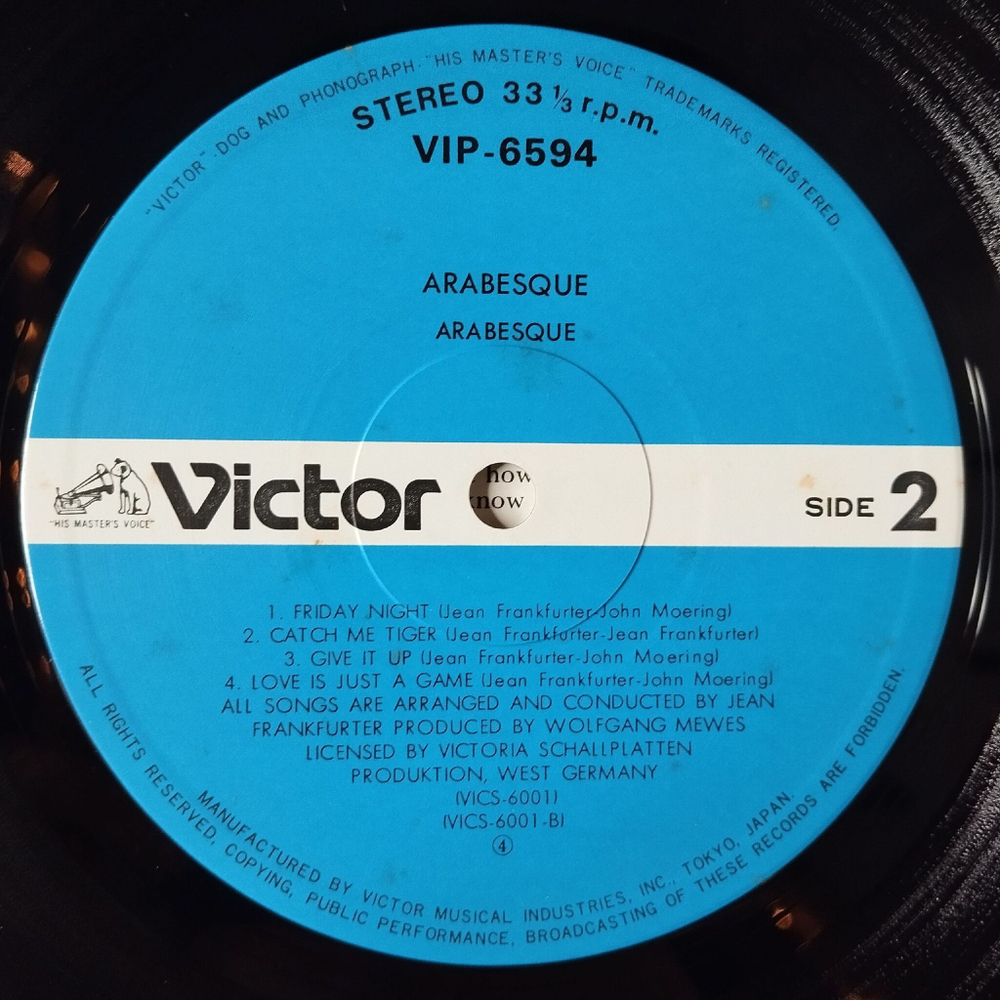 "VICTOR"-DOG AND PHONOGRAPH-"HIS MASTER'S VOICE" TRADEMARKS REGISTERED.
STEREO 33 1/3 r.p.m.
VIP-6594
ARABESQUE
ARABESQUE
"HIS MASTER'S VOICE"
Victor
how
now
SIDE 2
1. FRIDAY NIGHT (Jean Frankfurter-John Moering)
2. CATCH ME TIGER (Jean Frankfurter-Jean Frankfurter)
3. GIVE IT UP (Jean Frankfurter-John Moering)
4. LOVE IS JUST A GAME (Jean Frankfurter-John Moering)
ALL SONGS ARE ARRANGED AND CONDUCTED BY JEAN
FRANKFURTER PRODUCED BY WOLFGANG MEWES
LICENSED BY VICTORIA SCHALLPLATTEN
PRODUKTION, WEST GERMANY
(VICS-6001)
(VICS-6001-B)
④
MANUFACTURED BY VICTOR MUSICAL INDUSTRIES, INC., TOKYO, JAPAN.
ALL RIGHTS RESERVED, COPYING, PUBLIC PERFORMANCE, BROADCASTING OF THESE RECORDS ARE FORBIDDEN.